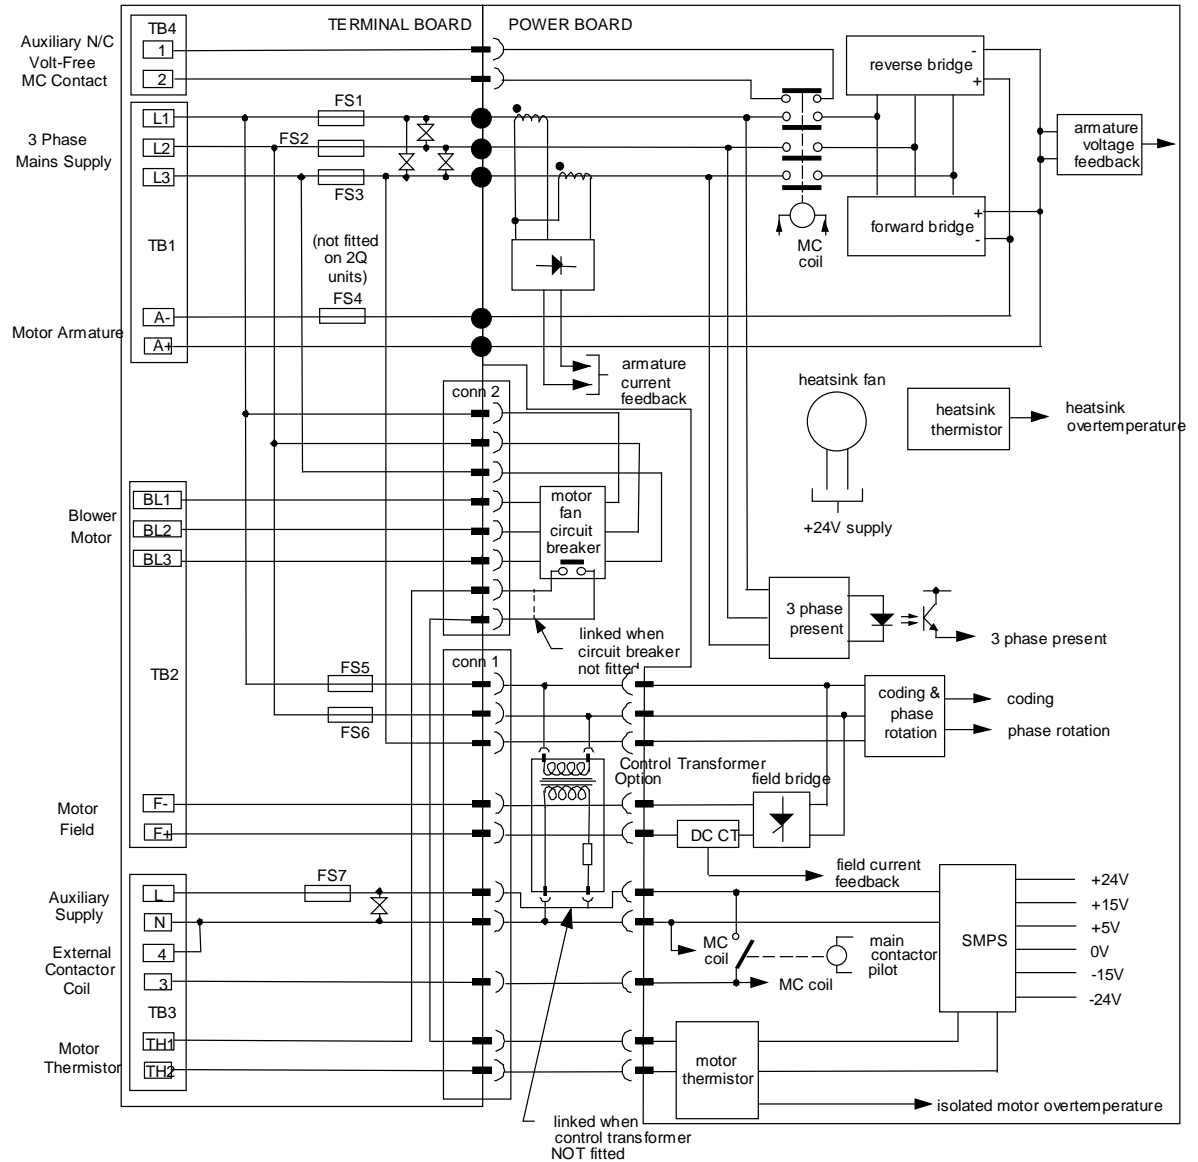 TERMINAL BOARD
POWER BOARD
TB4
Auxiliary N/C
Volt-Free
MC Contact
1
2
reverse bridge
-
+
FS1
L1
FS2
L2
L3
FS3
3 Phase
Mains Supply
armature
voltage
feedback
TB1
(not fitted
on 2Q
units)
FS4
MC
coil
forward bridge
+
-
A-
A+
Motor Armature
armature
current
feedback
conn 2
heatsink fan
heatsink
thermistor
heatsink
overtemperature
+24V supply
BL1
BL2
BL3
Blower
Motor
motor
fan
circuit
breaker
3 phase
present
3 phase present
linked when
circuit breaker
not fitted
TB2
conn 1
FS5
FS6
coding &
phase
rotation
coding
phase rotation
Control Transformer
Option
field bridge
F-
F+
Motor
Field
DC CT
field current
feedback
FS7
L
N
4
3
Auxiliary
Supply
External
Contactor
Coil
TB3
MC
coil
main
contactor
pilot
MC coil
SMPS
+24V
+15V
+5V
0V
-15V
-24V
TH1
TH2
Motor
Thermistor
motor
thermistor
isolated motor overtemperature
linked when
control transformer
NOT fitted